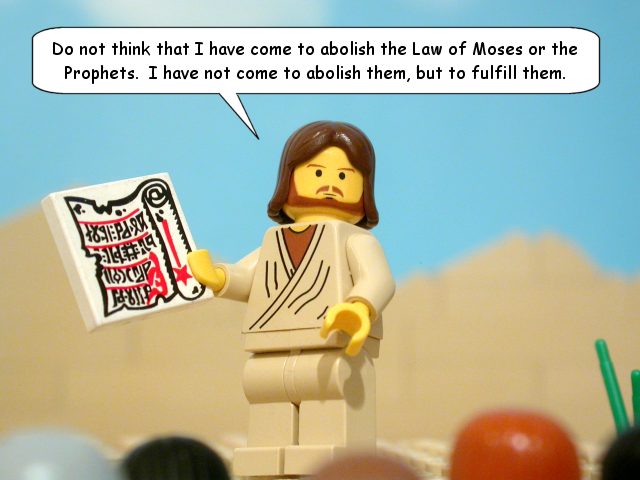 Do not think that I have come to abolish the Law of Moses or the
Prophets.  I have not come to abolish them, but to fulfill them.